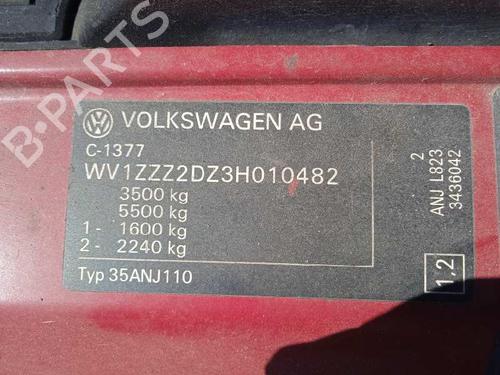 VOLKSWAGEN AG
C-1377
WV1ZZZ2DZ3H010482
3500 kg
5500 kg
1 - 1600 kg
2 - 2240 kg
Typ 35ANJ110
2
ANJ L823
3436042
1,2